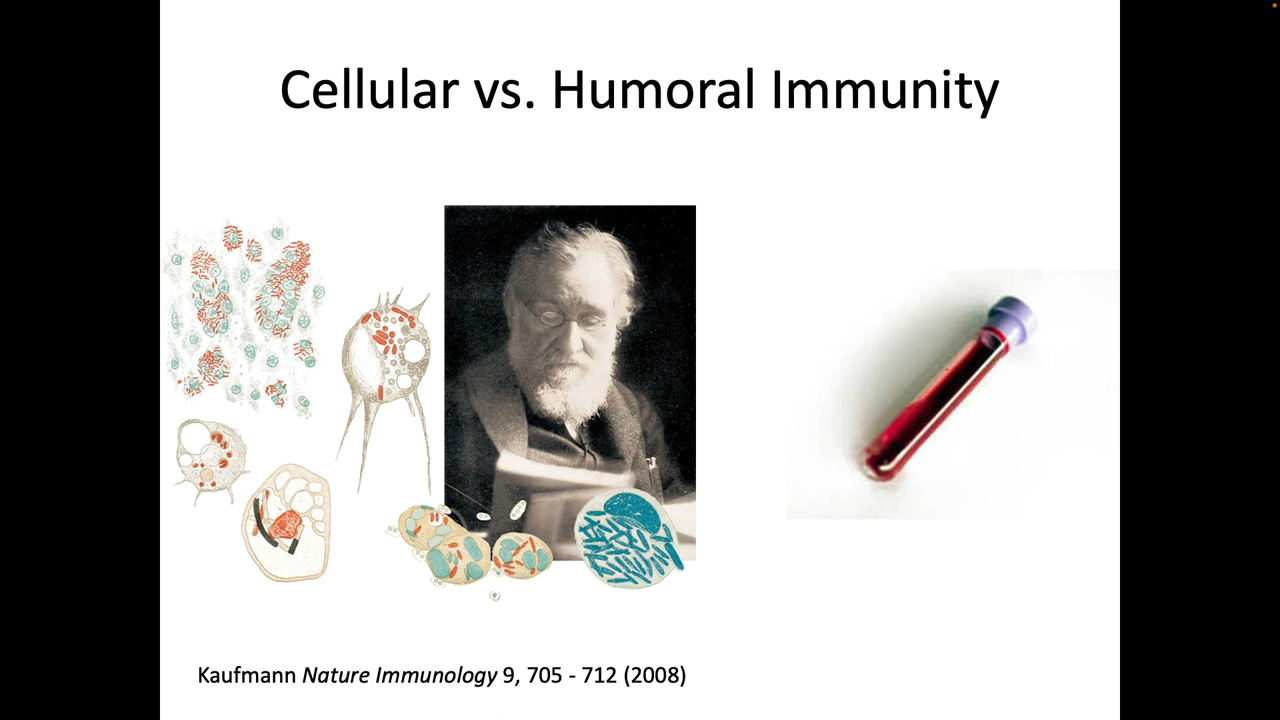 Cellular vs. Humoral Immunity
Kaufmann Nature Immunology 9, 705 - 712 (2008)